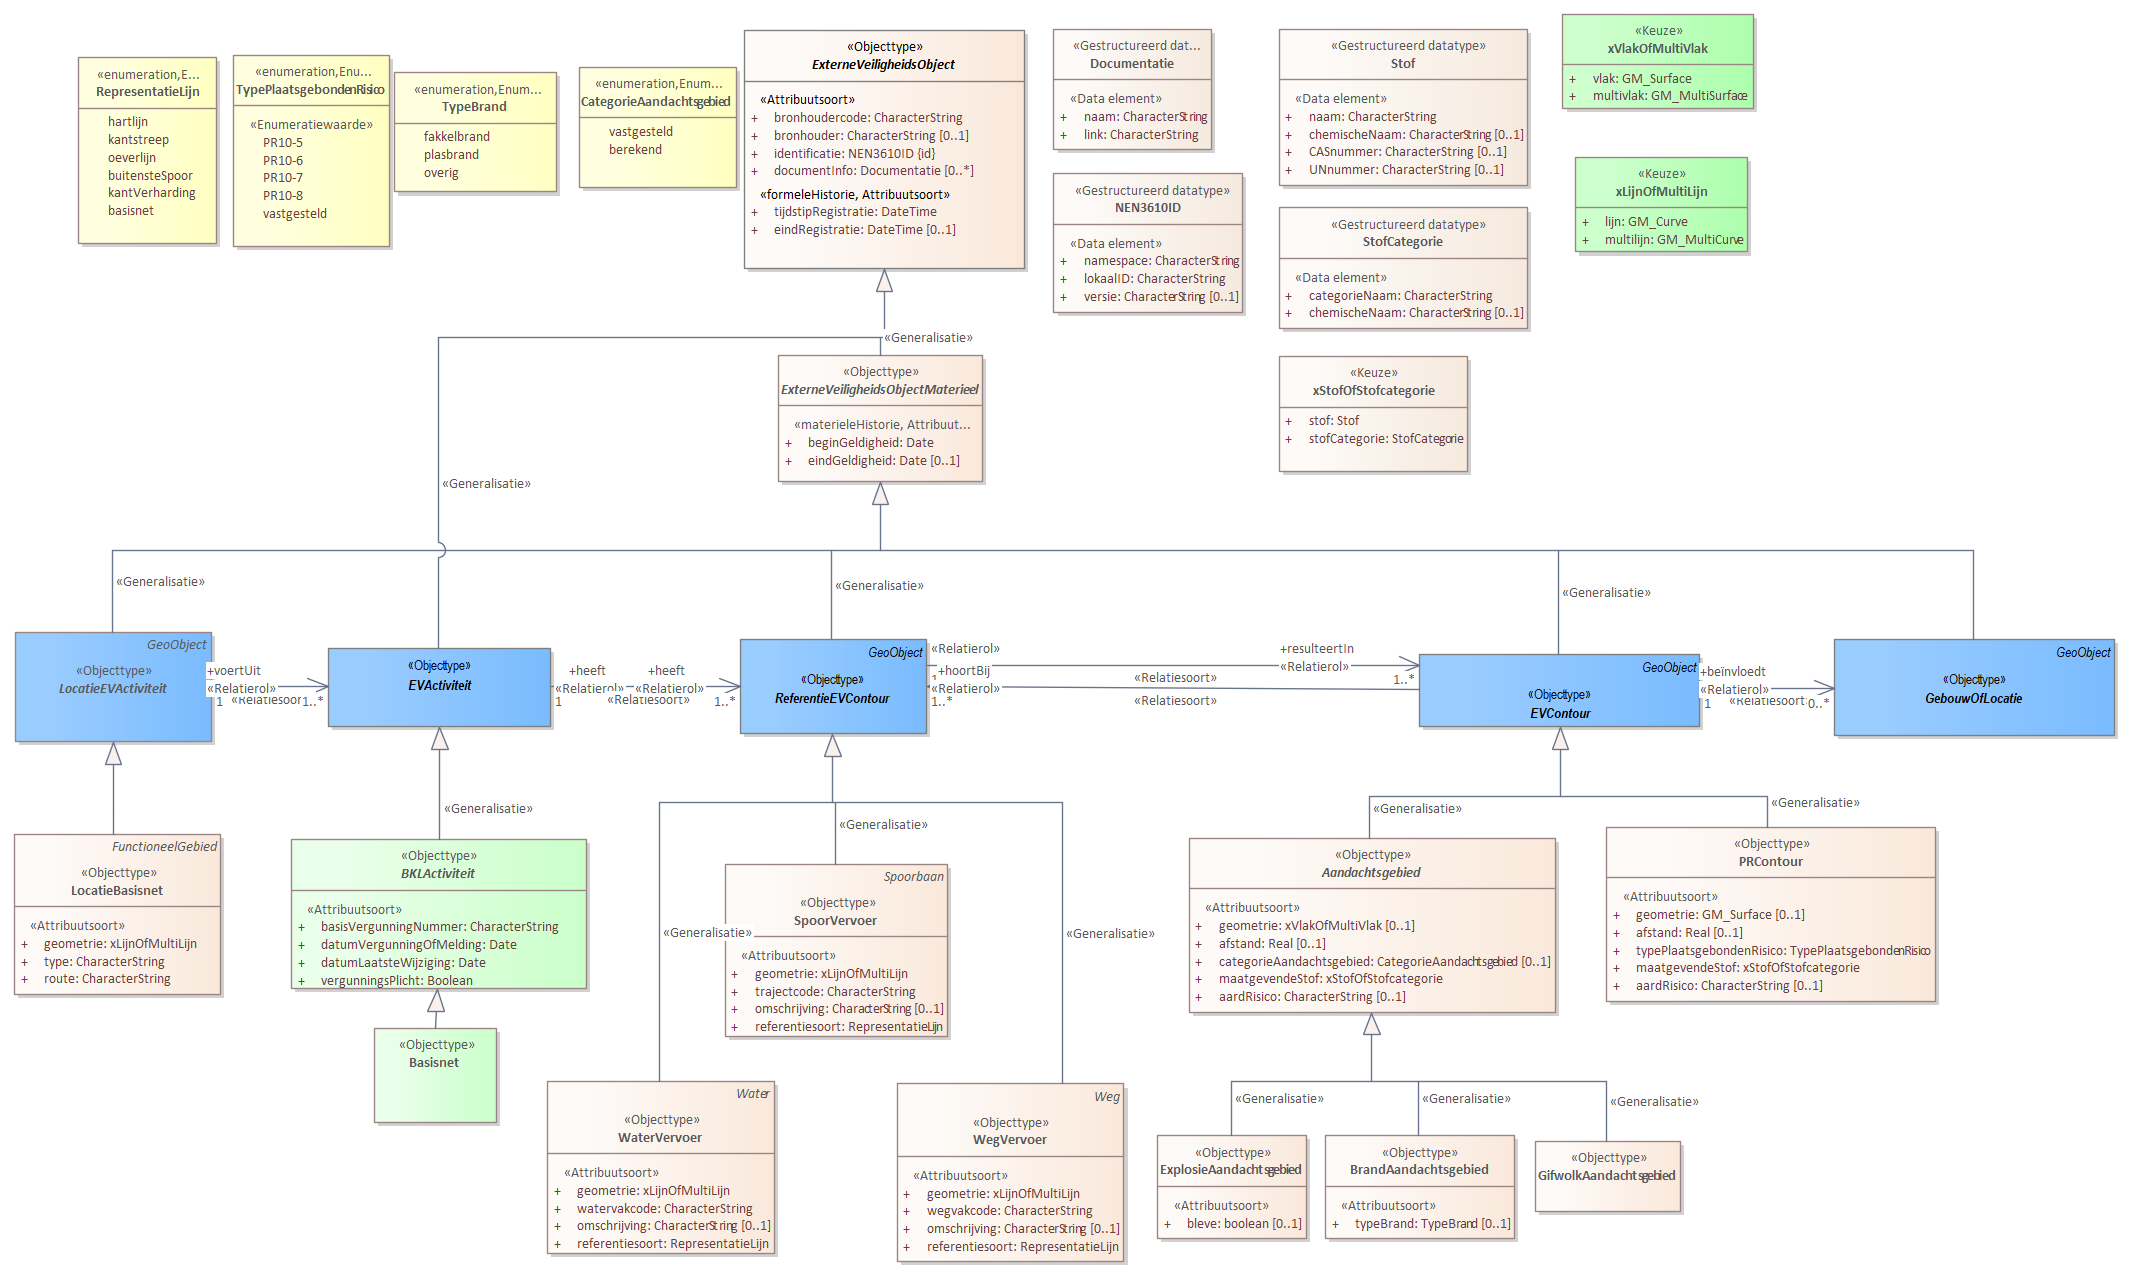 «enumeration,E...
RepresentatieLijn
hartlijn
kantstreep
oeverlijn
buitensteSpoor
kantVerharding
basisnet
«enumeration,Enu...
TypePlaatsgebondenRisico
«Enumeratiewaarde»
PR10-5
PR10-6
PR10-7
PR10-8
vastgesteld
«enumeration,Enum...
TypeBrand
fakkelbrand
plasbrand
overig
«enumeration,Enum...
CategorieAandachtsgebied
vastgesteld
berekend
«Objecttype»
ExterneVeiligheidsObject
«Attribuutsoort»
+ bronhoudercode: CharacterString
+ bronhouder: CharacterString [0..1]
+ identificatie: NEN3610ID {id}
+ documentInfo: Documentatie [0..*]
«formeleHistorie, Attribuutsoort»
+ tijdstipRegistratie: DateTime
+ eindRegistratie: DateTime [0..1]
«Gestructureerd dat...
Documentatie
«Data element»
+ naam: CharacterString
+ link: CharacterString
«Gestructureerd datatype»
NEN3610ID
«Data element»
+ namespace: CharacterString
+ lokaalID: CharacterString
+ versie: CharacterString [0..1]
«Gestructureerd datatype»
Stof
«Data element»
+ naam: CharacterString
+ chemischeNaam: CharacterString [0..1]
+ CASnummer: CharacterString [0..1]
+ UNnummer: CharacterString [0..1]
«Gestructureerd datatype»
StofCategorie
«Data element»
+ categorieNaam: CharacterString
+ chemischeNaam: CharacterString [0..1]
«Keuze»
xStofOfStofcategorie
+ stof: Stof
+ stofCategorie: StofCategorie
«Keuze»
xVlakOfMultiVlak
+ vlak: GM_Surface
+ multivlak: GM_MultiSurface
«Keuze»
xLijnOfMultiLijn
+ lijn: GM_Curve
+ multilijn: GM_MultiCurve
«Generalisatie»
«Objecttype»
ExterneVeiligheidsObjectMaterieel
«materieleHistorie, Attribuut...
+ beginGeldigheid: Date
+ eindGeldigheid: Date [0..1]
«Generalisatie»
«Generalisatie»
«Generalisatie»
«Generalisatie»
GeoObject
«Objecttype»
LocatieEVActiviteit
+voertUit
«Relatierol»
1
«Relatiesoort»
1..*
«Objecttype»
EVActiviteit
+heeft
«Relatierol»
1
+heeft
«Relatierol»
«Relatiesoort»
1..*
GeoObject
«Objecttype»
ReferentieEVContour
«Relatierol»
1
+hoortBij
«Relatierol»
1..*
+resulteertIn
«Relatierol»
1..*
«Relatiesoort»
«Relatiesoort»
GeoObject
«Objecttype»
EVContour
+beïnvloedt
«Relatierol»
1
«Relatiesoort»
0..*
GeoObject
«Objecttype»
GebouwOfLocatie
FunctioneelGebied
«Objecttype»
LocatieBasisnet
«Attribuutsoort»
+ geometrie: xLijnOfMultiLijn
+ type: CharacterString
+ route: CharacterString
«Generalisatie»
«Objecttype»
BKLActiviteit
«Attribuutsoort»
+ basisVergunningNummer: CharacterString
+ datumVergunningOfMelding: Date
+ datumLaatsteWijziging: Date
+ vergunningsPlicht: Boolean
«Objecttype»
Basisnet
«Generalisatie»
«Generalisatie»
«Generalisatie»
Spoorbaan
«Objecttype»
SpoorVervoer
«Attribuutsoort»
+ geometrie: xLijnOfMultiLijn
+ trajectcode: CharacterString
+ omschrijving: CharacterString [0..1]
+ referentiesoort: RepresentatieLijn
Water
«Objecttype»
WaterVervoer
«Attribuutsoort»
+ geometrie: xLijnOfMultiLijn
+ watervakcode: CharacterString
+ omschrijving: CharacterString [0..1]
+ referentiesoort: RepresentatieLijn
Weg
«Objecttype»
WegVervoer
«Attribuutsoort»
+ geometrie: xLijnOfMultiLijn
+ wegvakcode: CharacterString
+ omschrijving: CharacterString [0..1]
+ referentiesoort: RepresentatieLijn
«Generalisatie»
«Generalisatie»
«Objecttype»
Aandachtsgebied
«Attribuutsoort»
+ geometrie: xVlakOfMultiVlak [0..1]
+ afstand: Real [0..1]
+ categorieAandachtsgebied: CategorieAandachtsgebied [0..1]
+ maatgevendeStof: xStofOfStofcategorie
+ aardRisico: CharacterString [0..1]
«Objecttype»
PRContour
«Attribuutsoort»
+ geometrie: GM_Surface [0..1]
+ afstand: Real [0..1]
+ typePlaatsgebondenRisico: TypePlaatsgebondenRisico
+ maatgevendeStof: xStofOfStofcategorie
+ aardRisico: CharacterString [0..1]
«Generalisatie»
«Generalisatie»
«Generalisatie»
«Objecttype»
ExplosieAandachtsgebied
«Attribuutsoort»
+ bleve: boolean [0..1]
«Objecttype»
BrandAandachtsgebied
«Attribuutsoort»
+ typeBrand: TypeBrand [0..1]
«Objecttype»
GifwolkAandachtsgebied